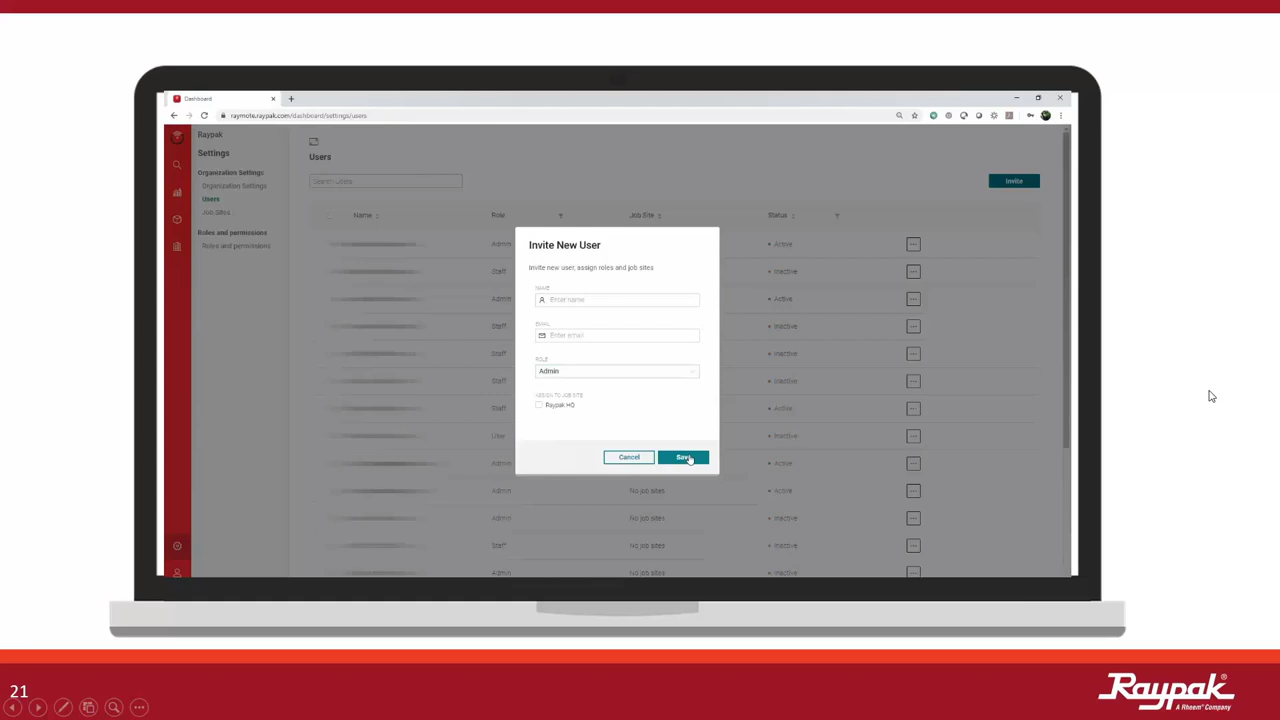 Dashboard
raymote.raypak.com/dashboard/settings/users
Raypak
Settings
Organization Settings
Organization Settings
Users
Job Sites
Roles and permissions
Roles and permissions
Users
Search Users
Invite
Name Role Job Site Status
Admin Active
Staff Inactive
Admin Active
Staff Inactive
Staff Inactive
Staff Inactive
Staff Active
User Inactive
Admin Active
Admin No job sites Active
Admin No job sites Inactive
Staff No job sites Inactive
Admin No job sites Inactive
Invite New User
Invite new user, assign roles and job sites
NAME
Enter name
EMAIL
Enter email
ROLE
Admin
ASSIGN TO JOB SITE
Raypak HQ
Cancel Save
21
Raypak®
A Rheem® Company